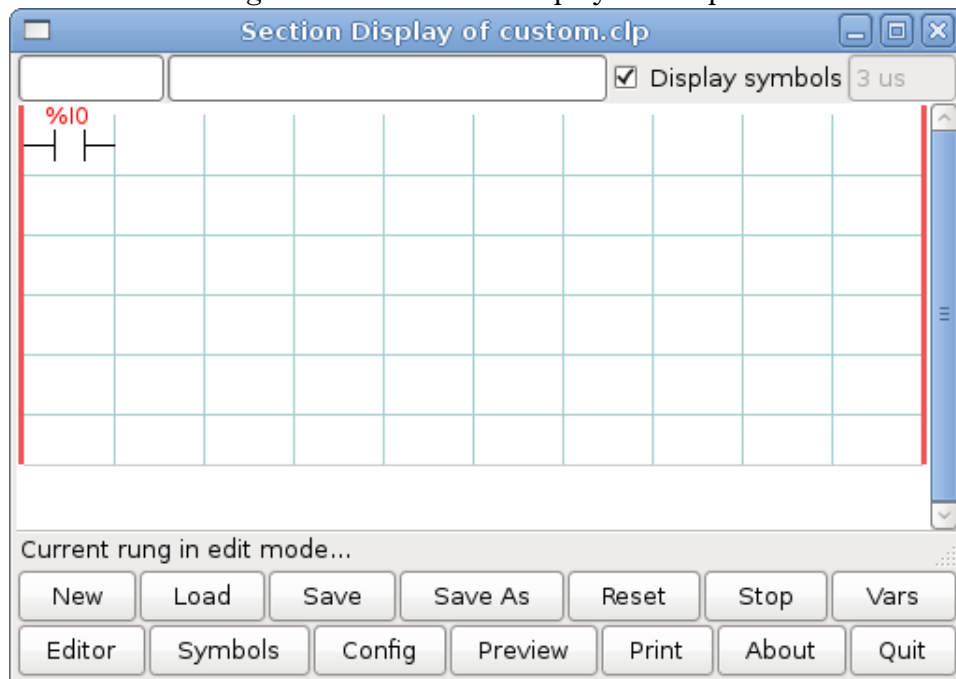 Section Display of custom.clp
Display symbols 3 us
%I0
Current rung in edit mode...
New Load Save Save As Reset Stop Vars
Editor Symbols Config Preview Print About Quit